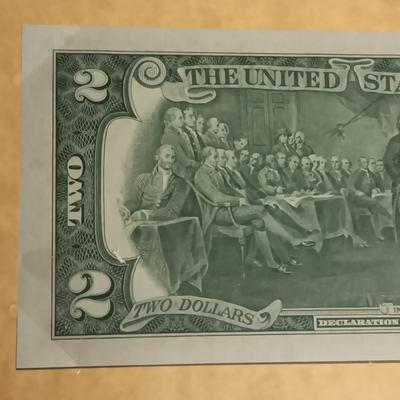 2
THE UNITED STA
TWO
2
TWO DOLLARS
DECLARATION